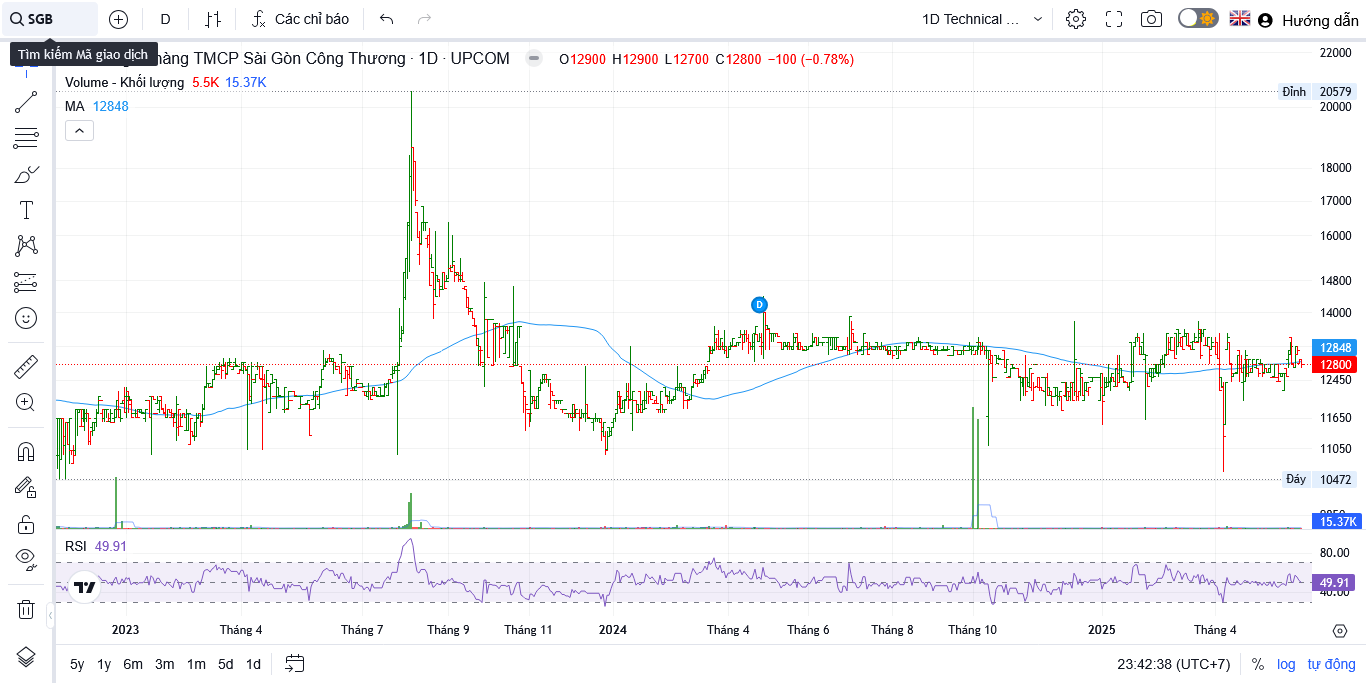 SGB D Các chỉ báo 1D Technical ... Hướng dẫn
Tìm kiếm Mã giao dịch
hàng TMCP Sài Gòn Công Thương · 1D · UPCOM O12900 H12900 L12700 C12800 −100 (−0.78%)
Volume - Khối lượng 5.5K 15.37K
MA 12848
22000
Đỉnh 20579
20000
18000
17000
16000
14800
14000
D
12848
12800
12450
11650
11050
Đáy 10472
15.37K
RSI 49.91
80.00
49.91
40.00
2023 Tháng 4 Tháng 7 Tháng 9 Tháng 11 2024 Tháng 4 Tháng 6 Tháng 8 Tháng 10 2025 Tháng 4
5y 1y 6m 3m 1m 5d 1d 23:42:38 (UTC+7) % log tự động